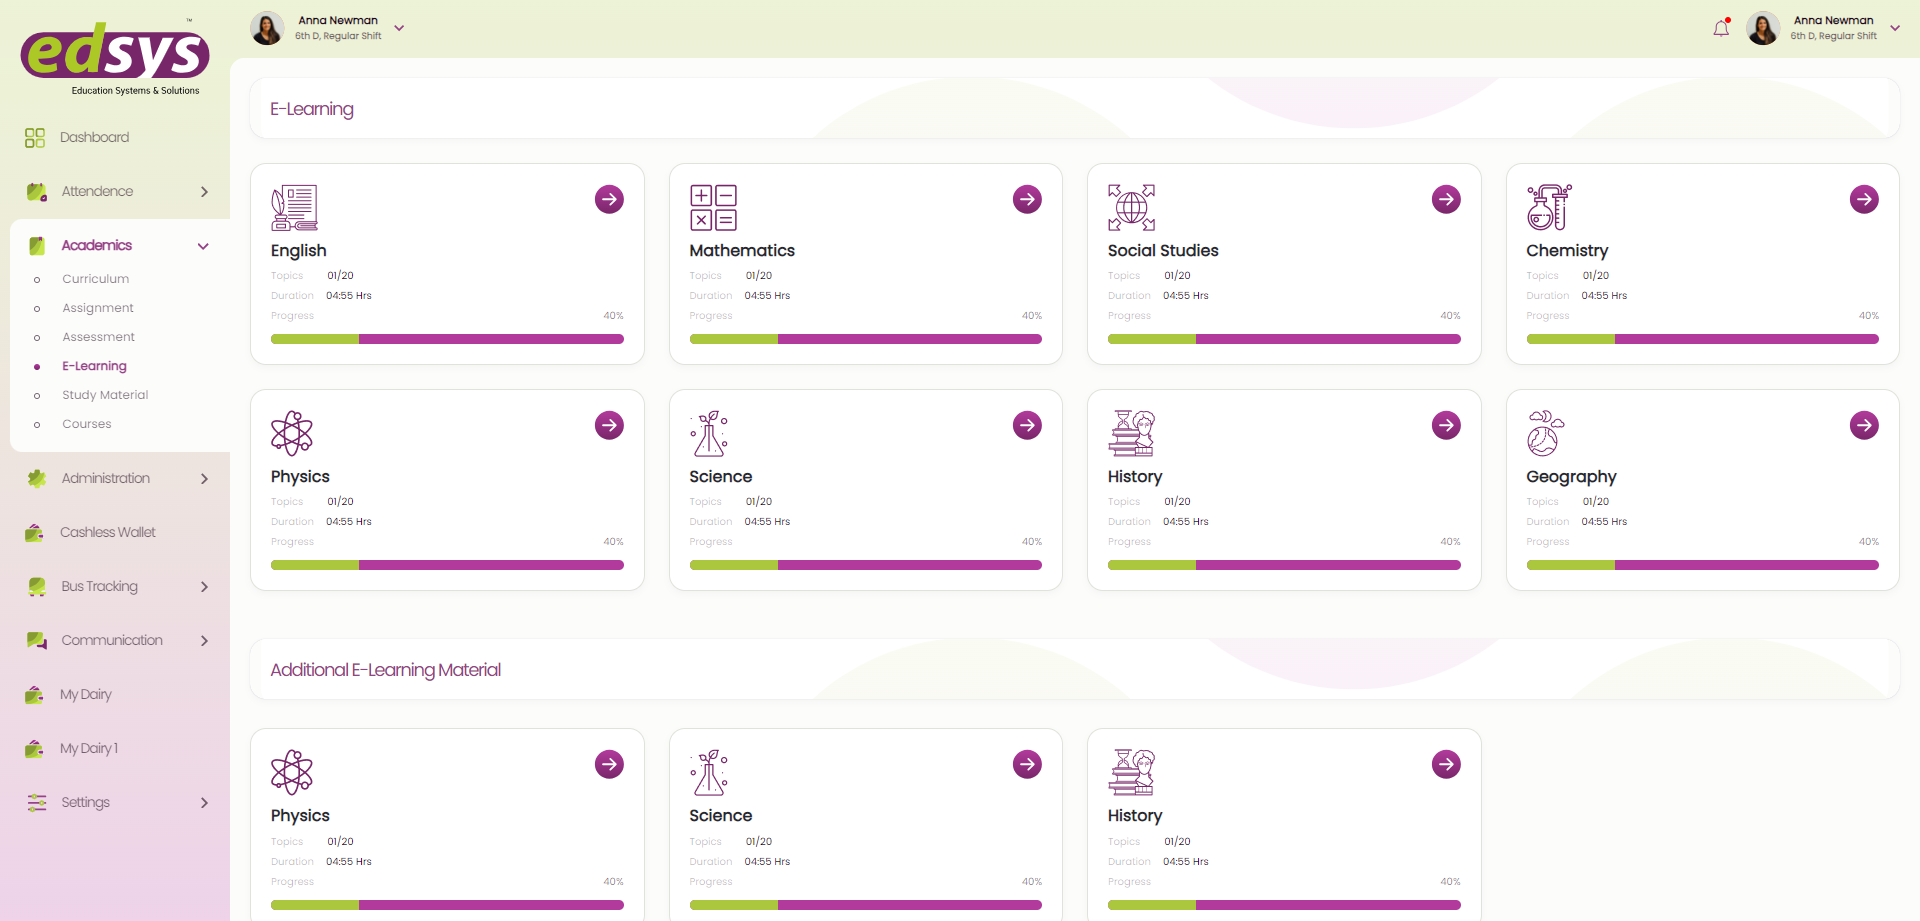 edsys
™
Education Systems & Solutions
Anna Newman
6th D, Regular Shift
Anna Newman
6th D, Regular Shift
Dashboard
Attendence
Academics
Curriculum
Assignment
Assessment
E-Learning
Study Material
Courses
Administration
Cashless Wallet
Bus Tracking
Communication
My Dairy
My Dairy 1
Settings
E-Learning
English
Topics 01/20
Duration 04:55 Hrs
Progress 40%
Mathematics
Topics 01/20
Duration 04:55 Hrs
Progress 40%
Social Studies
Topics 01/20
Duration 04:55 Hrs
Progress 40%
Chemistry
Topics 01/20
Duration 04:55 Hrs
Progress 40%
Physics
Topics 01/20
Duration 04:55 Hrs
Progress 40%
Science
Topics 01/20
Duration 04:55 Hrs
Progress 40%
History
Topics 01/20
Duration 04:55 Hrs
Progress 40%
Geography
Topics 01/20
Duration 04:55 Hrs
Progress 40%
Additional E-Learning Material
Physics
Topics 01/20
Duration 04:55 Hrs
Progress 40%
Science
Topics 01/20
Duration 04:55 Hrs
Progress 40%
History
Topics 01/20
Duration 04:55 Hrs
Progress 40%